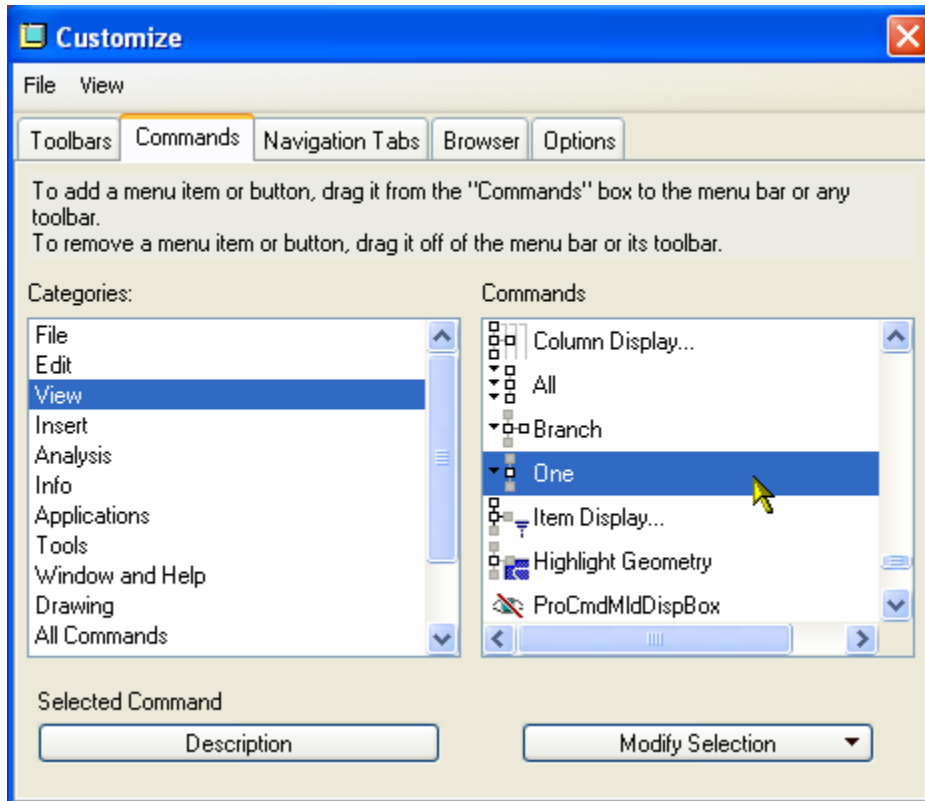 Customize
File View
Toolbars Commands Navigation Tabs Browser Options
To add a menu item or button, drag it from the "Commands" box to the menu bar or any
toolbar.
To remove a menu item or button, drag it off of the menu bar or its toolbar.
Categories:
File
Edit
View
Insert
Analysis
Info
Applications
Tools
Window and Help
Drawing
All Commands
Commands
Column Display...
All
Branch
One
Item Display...
Highlight Geometry
ProCmdMldDispBox
Selected Command
Description
Modify Selection